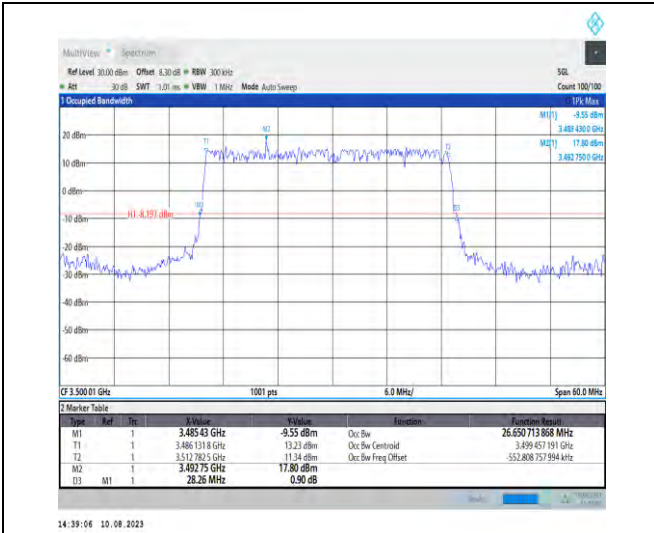 MultiView Spectrum
Ref Level 30.00 dBm Offset 8.30 dB RBW 300 kHz SGL
Att 30 dB SWT 1.01 ms VBW 1 MHz Mode Auto Sweep Count 100/100
1 Occupied Bandwidth 1Pk Max
M1[1] -9.55 dBm
3.485 430 0 GHz
M2[1] 17.80 dBm
3.492 750 0 GHz
20 dBm
M2
T1
T2
10 dBm
0 dBm
D3
-10 dBm
H1 -8.197 dBm
-20 dBm
-30 dBm
-40 dBm
-50 dBm
-60 dBm
CF 3.500 01 GHz 1001 pts 6.0 MHz/ Span 60.0 MHz
2 Marker Table
Type Ref Trc X-Value Y-Value Function Function Result
M1 1 3.485 43 GHz -9.55 dBm Occ Bw 26.650 713 868 MHz
T1 1 3.486 131 8 GHz 13.23 dBm Occ Bw Centroid 3.499 457 191 GHz
T2 1 3.512 782 5 GHz 11.34 dBm Occ Bw Freq Offset -552.808 757 994 kHz
M2 1 3.492 75 GHz 17.80 dBm
D3 M1 1 28.26 MHz 0.90 dB
14:39:06 10.08.2023